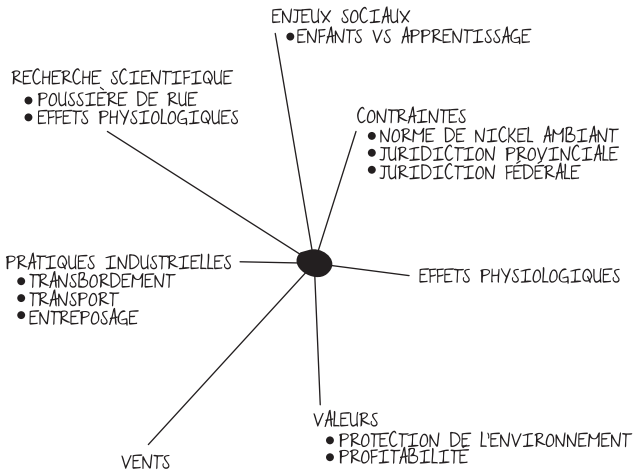 ENJEUX SOCIAUX
• ENFANTS VS APPRENTISSAGE
RECHERCHE SCIENTIFIQUE
• POUSSIÈRE DE RUE
• EFFETS PHYSIOLOGIQUES
CONTRAINTES
• NORME DE NICKEL AMBIANT
• JURIDICTION PROVINCIALE
• JURIDICTION FÉDÉRALE
PRATIQUES INDUSTRIELLES
• TRANSBORDEMENT
• TRANSPORT
• ENTREPOSAGE
EFFETS PHYSIOLOGIQUES
VALEURS
• PROTECTION DE L'ENVIRONNEMENT
• PROFITABILITÉ
VENTS